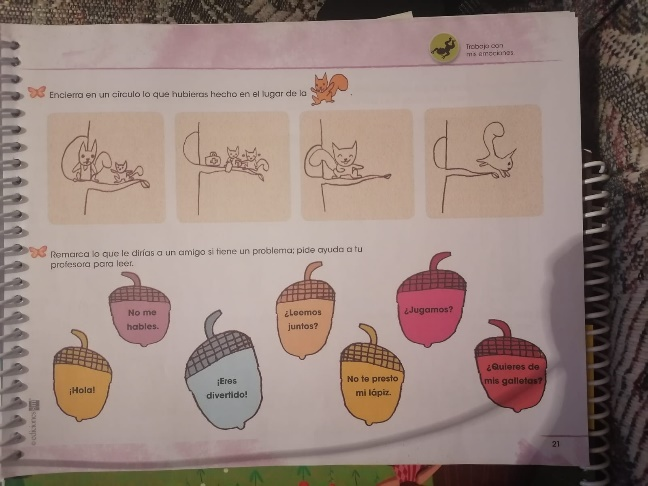 Trabajo con
mis emociones
Encierra en un círculo lo que hubieras hecho en el lugar de la .
Remarca lo que le dirías a un amigo si tiene un problema; pide ayuda a tu
profesora para leer.
No me
hables.
¿Leemos
juntos?
¿Jugamos?
¡Hola!
¡Eres
divertido!
No te presto
mi lápiz.
¿Quieres de
mis galletas?
21